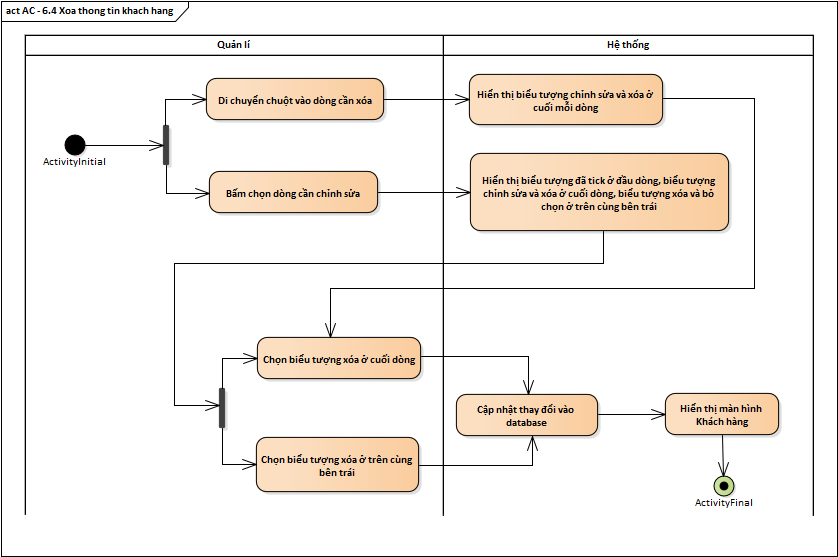 act AC - 6.4 Xoa thong tin khach hang
Quản lí
Hệ thống
Di chuyển chuột vào dòng cần xóa
Hiển thị biểu tượng chỉnh sửa và xóa ở
cuối mỗi dòng
ActivityInitial
Bấm chọn dòng cần chỉnh sửa
Hiển thị biểu tượng đã tick ở đầu dòng, biểu tượng
chỉnh sửa và xóa ở cuối dòng, biểu tượng xóa và bỏ
chọn ở trên cùng bên trái
Chọn biểu tượng xóa ở cuối dòng
Cập nhật thay đổi vào
database
Hiển thị màn hình
Khách hàng
Chọn biểu tượng xóa ở trên cùng
bên trái
ActivityFinal